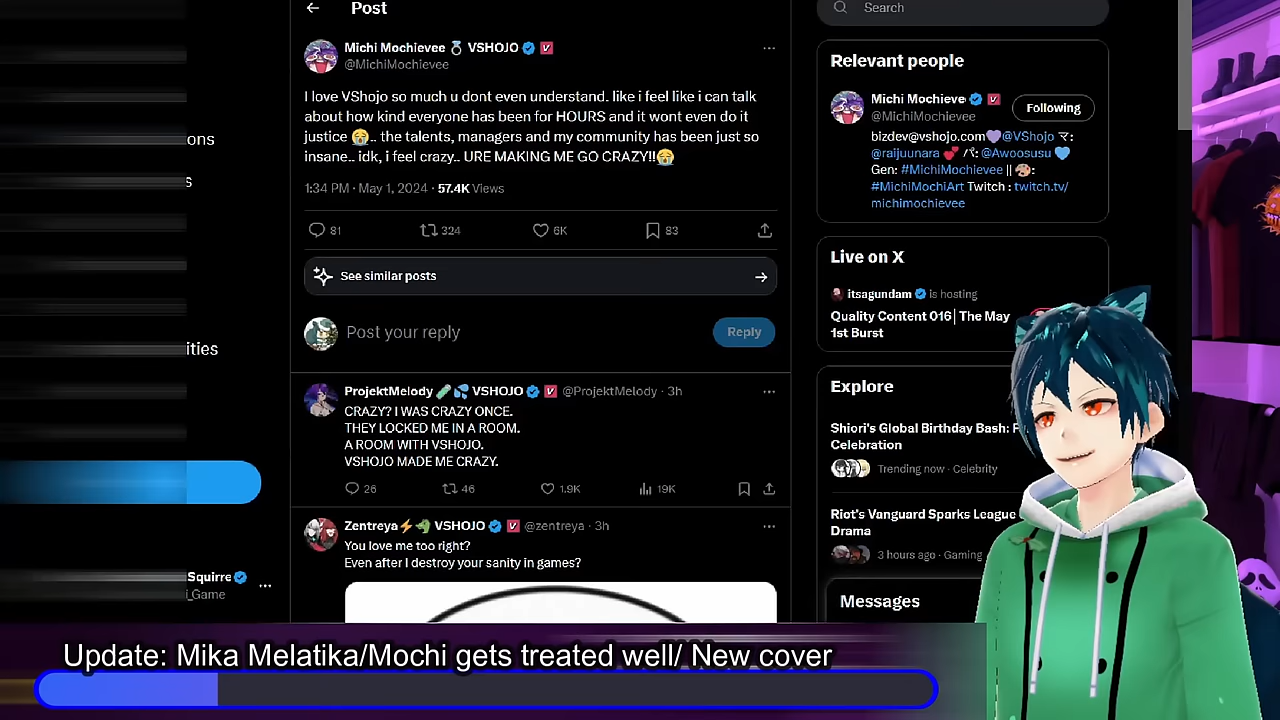 Post
Search
Michi Mochievee 💍 VSHOJO
@MichiMochievee
I love VShojo so much u dont even understand. like i feel like i can talk
about how kind everyone has been for HOURS and it wont even do it
justice 😭.. the talents, managers and my community has been just so
insane.. idk, i feel crazy.. URE MAKING ME GO CRAZY!!😭
1:34 PM · May 1, 2024 · 57.4K Views
81 324 6K 83
See similar posts
Post your reply
Reply
ProjektMelody 🧪💦 VSHOJO @ProjektMelody · 3h
CRAZY? I WAS CRAZY ONCE.
THEY LOCKED ME IN A ROOM.
A ROOM WITH VSHOJO.
VSHOJO MADE ME CRAZY.
26 46 1.9K 19K
Zentreya⚡🐲 VSHOJO @zentreya · 3h
You love me too right?
Even after I destroy your sanity in games?
Relevant people
Michi Mochieve
@MichiMochievee
Following
bizdev@vshojo.com💜@VShojo マ:
@raijuunara 💕 パ: @Awoosusu 💙
Gen: #MichiMochievee || 🎨:
#MichiMochiArt Twitch : twitch.tv/
michimochievee
Live on X
itsagundam is hosting
Quality Content 016 | The May
1st Burst
Explore
Shiori's Global Birthday Bash:
Celebration
Trending now · Celebrity
Riot's Vanguard Sparks League
Drama
3 hours ago · Gaming
Messages
ons
s
ities
Squirre
i_Game
Update: Mika Melatika/Mochi gets treated well/ New cover